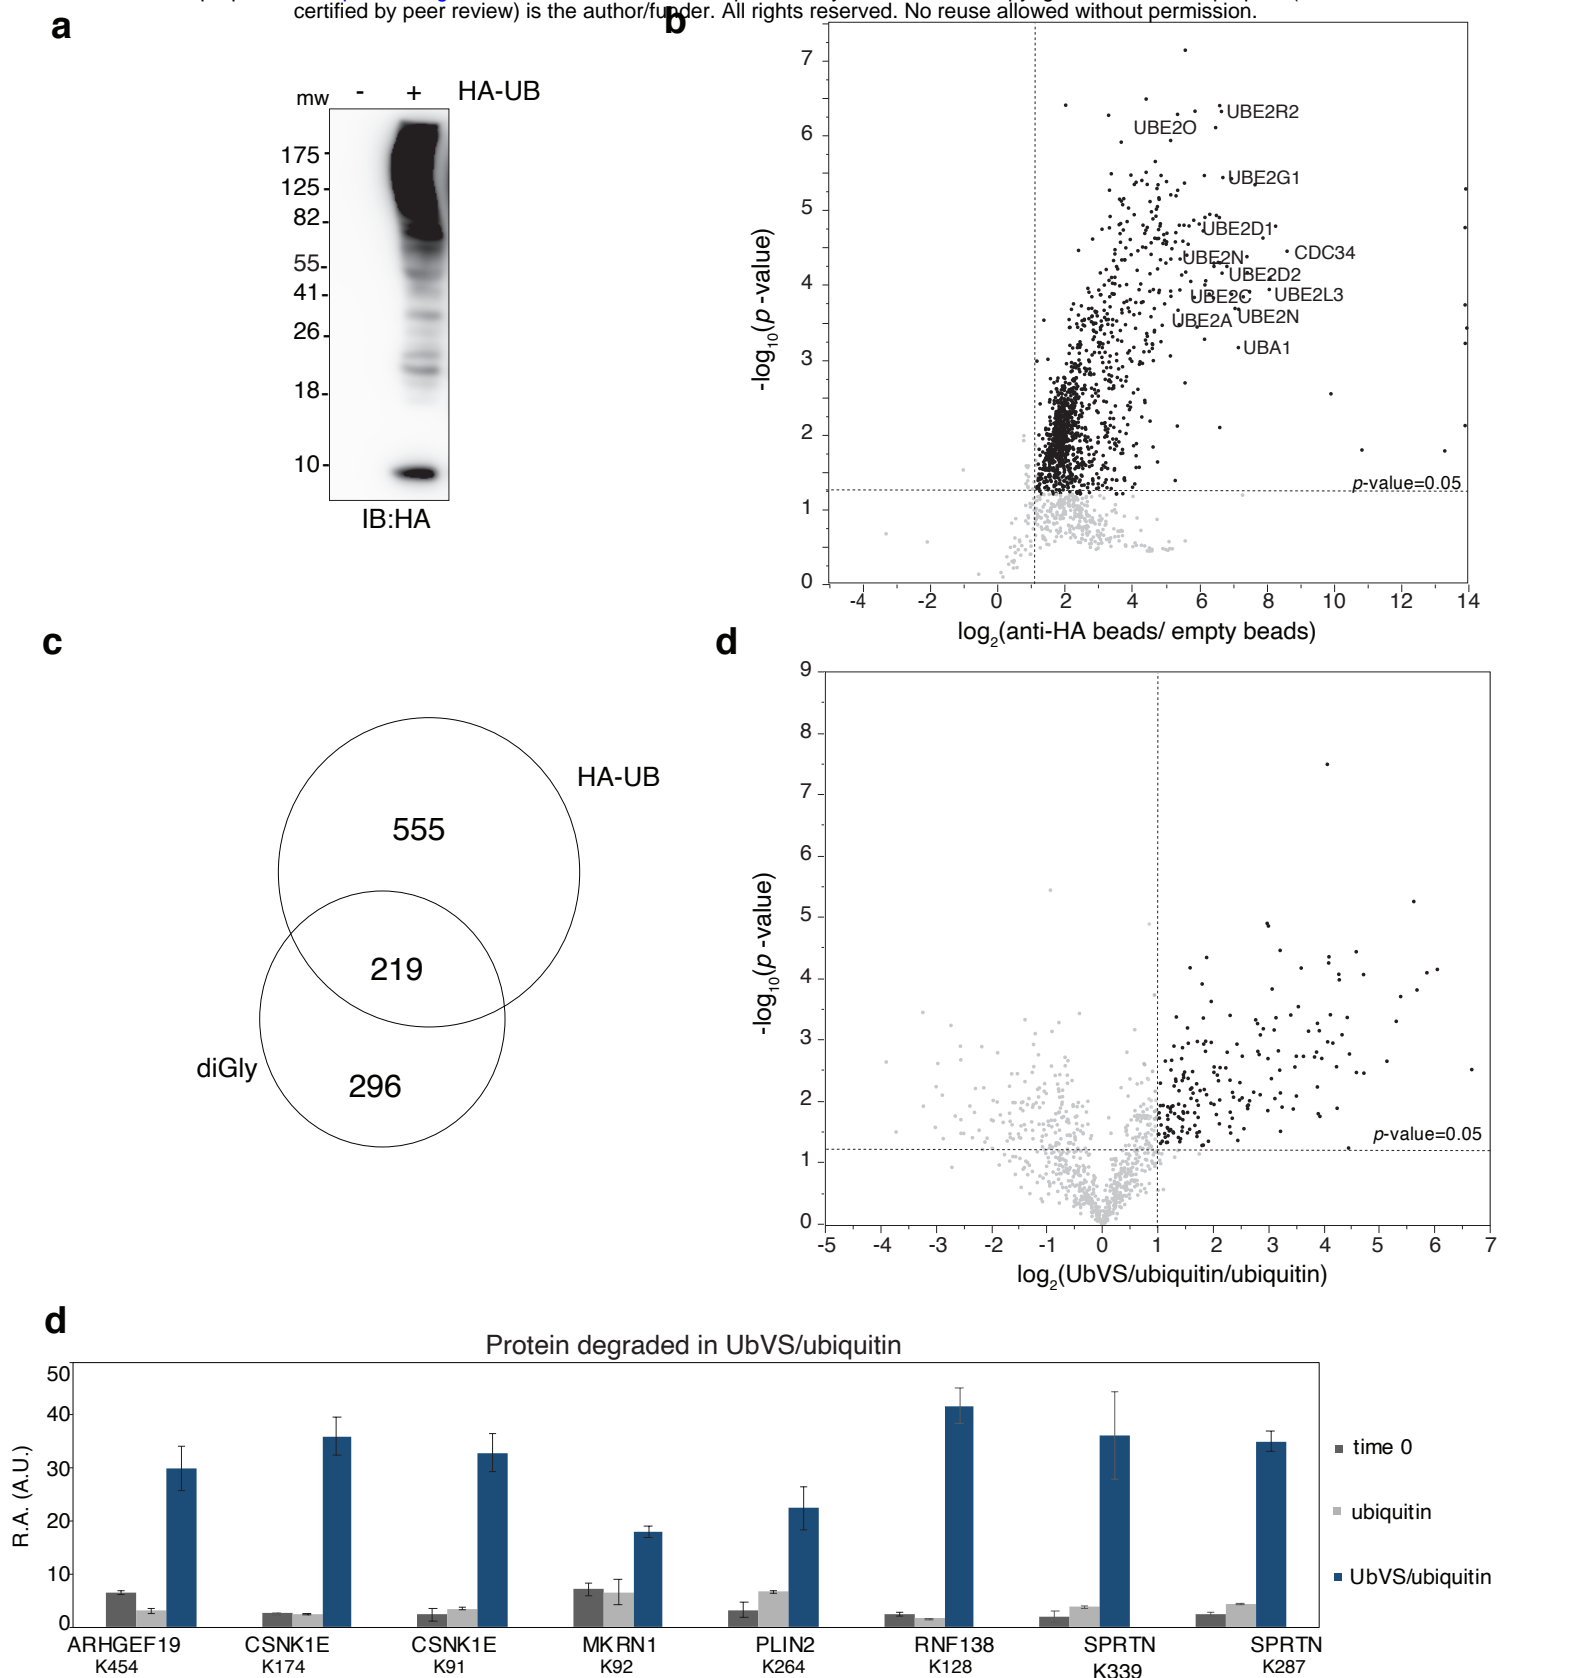 certified by peer review) is the author/funder. All rights reserved. No reuse allowed without permission.
a
mw - + HA-UB
175
125
82
55
41
26
18
10
IB:HA
b
-log10(p -value)
7
6
5
4
3
2
1
0
UBE2R2
UBE2O
UBE2G1
UBE2D1
CDC34
UBE2N
UBE2D2
UBE2C
UBE2L3
UBE2A
UBE2N
UBA1
p-value=0.05
-4 -2 0 2 4 6 8 10 12 14
log2(anti-HA beads/ empty beads)
c
HA-UB
555
219
diGly
296
d
-log10(p -value)
9
8
7
6
5
4
3
2
1
0
p-value=0.05
-5 -4 -3 -2 -1 0 1 2 3 4 5 6 7
log2(UbVS/ubiquitin/ubiquitin)
d
Protein degraded in UbVS/ubiquitin
R.A. (A.U.)
50
40
30
20
10
0
time 0
ubiquitin
UbVS/ubiquitin
ARHGEF19 CSNK1E CSNK1E MKRN1 PLIN2 RNF138 SPRTN SPRTN
K454 K174 K91 K92 K264 K128 K339 K287